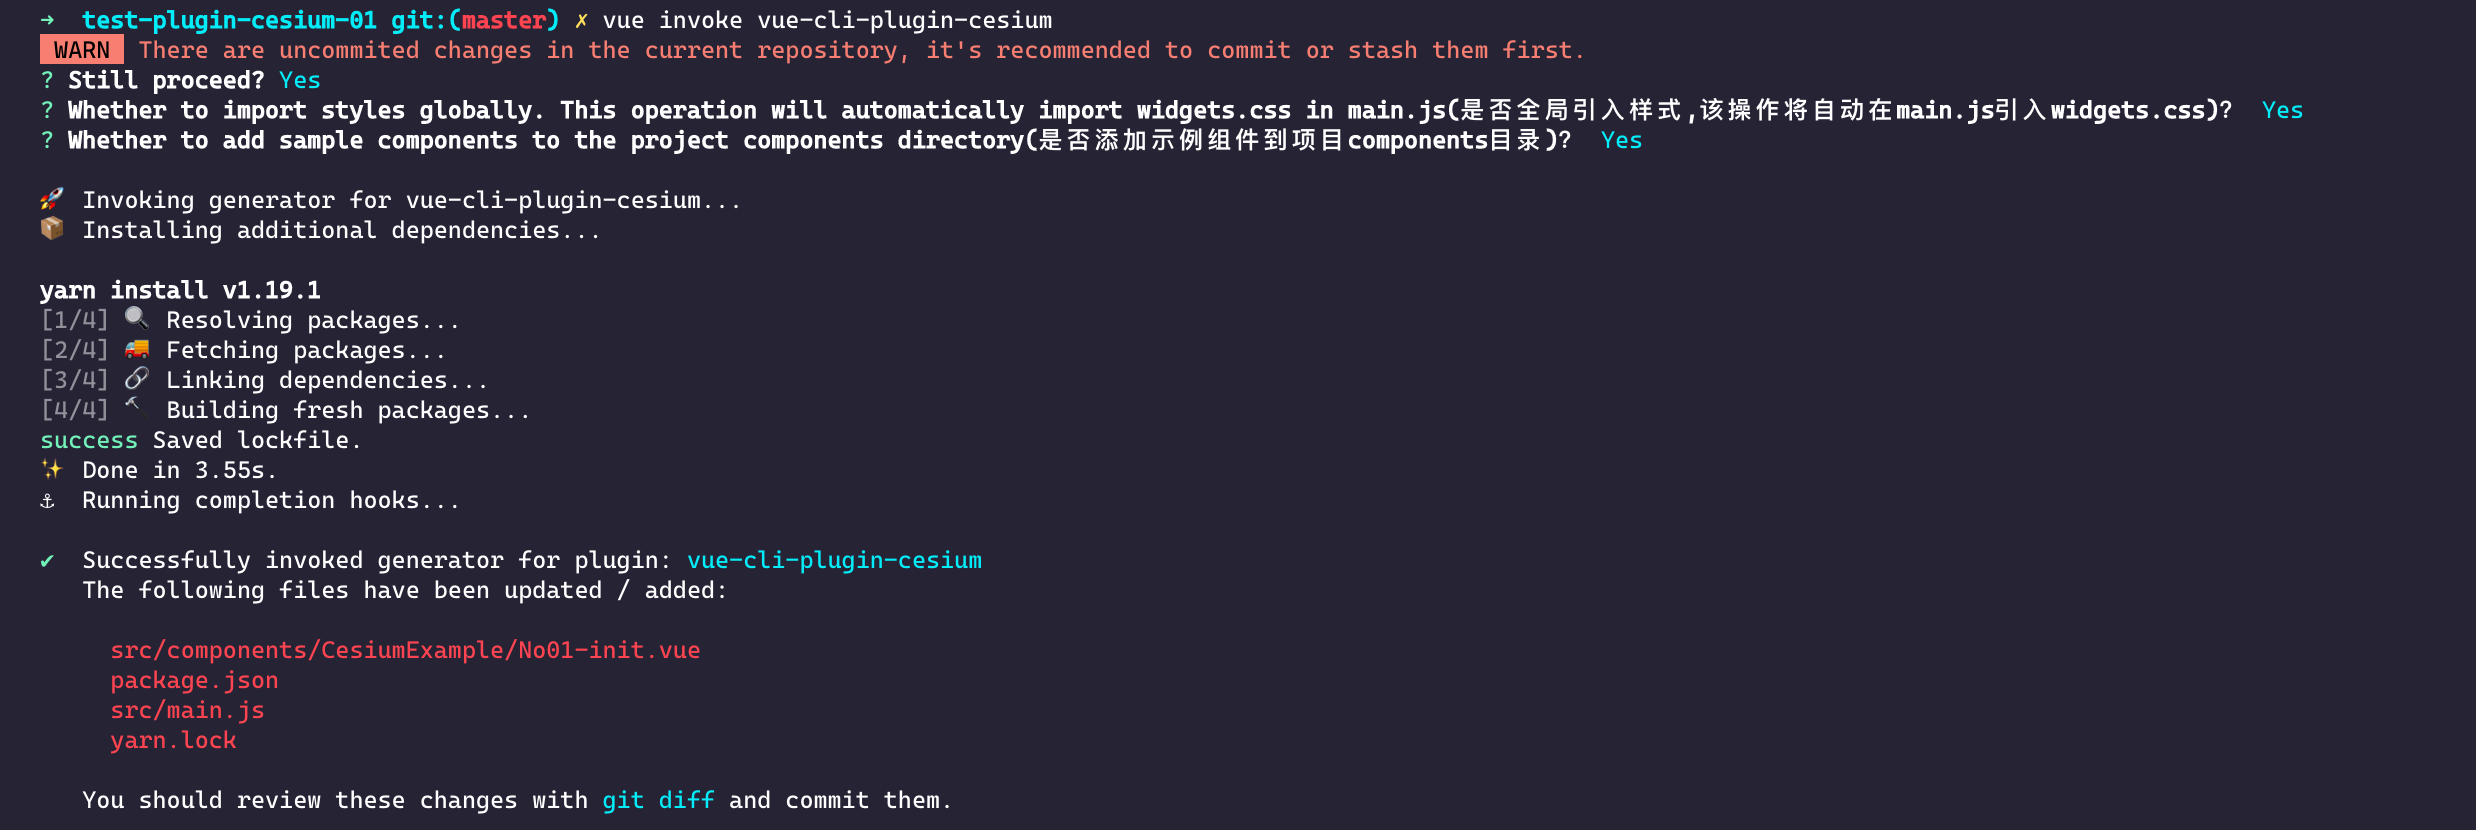 ➜  test-plugin-cesium-01 git:(master) ✗ vue invoke vue-cli-plugin-cesium
WARN There are uncommited changes in the current repository, it's recommended to commit or stash them first.
? Still proceed? Yes
? Whether to import styles globally. This operation will automatically import widgets.css in main.js(是否全局引入样式,该操作将自动在main.js引入widgets.css)?  Yes
? Whether to add sample components to the project components directory(是否添加示例组件到项目components目录)?  Yes
🚀  Invoking generator for vue-cli-plugin-cesium...
📦  Installing additional dependencies...
yarn install v1.19.1
[1/4] 🔍  Resolving packages...
[2/4] 🚚  Fetching packages...
[3/4] 🔗  Linking dependencies...
[4/4] 🔨  Building fresh packages...
success Saved lockfile.
✨  Done in 3.55s.
⚓  Running completion hooks...
✔  Successfully invoked generator for plugin: vue-cli-plugin-cesium
The following files have been updated / added:
src/components/CesiumExample/No01-init.vue
package.json
src/main.js
yarn.lock
You should review these changes with git diff and commit them.